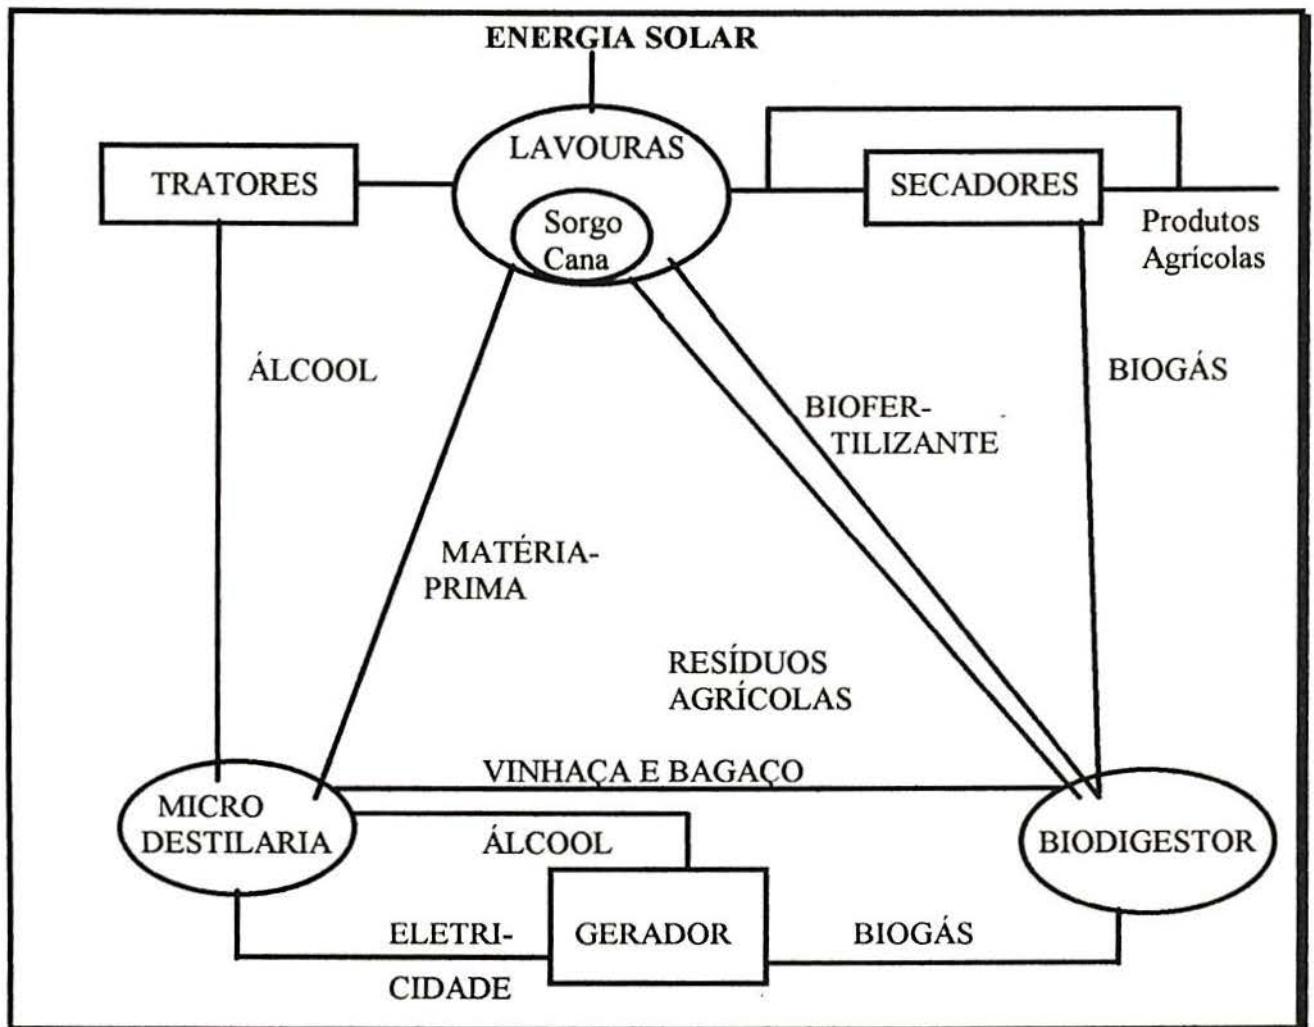 ENERGIA SOLAR
LAVOURAS
TRATORES
SECADORES
Sorgo
Cana
Produtos
Agrícolas
ÁLCOOL
BIOGÁS
BIOFER-
TILIZANTE
MATÉRIA-
PRIMA
RESÍDUOS
AGRÍCOLAS
VINHAÇA E BAGAÇO
MICRO
DESTILARIA
ÁLCOOL
BIODIGESTOR
ELETRI-
CIDADE
GERADOR
BIOGÁS